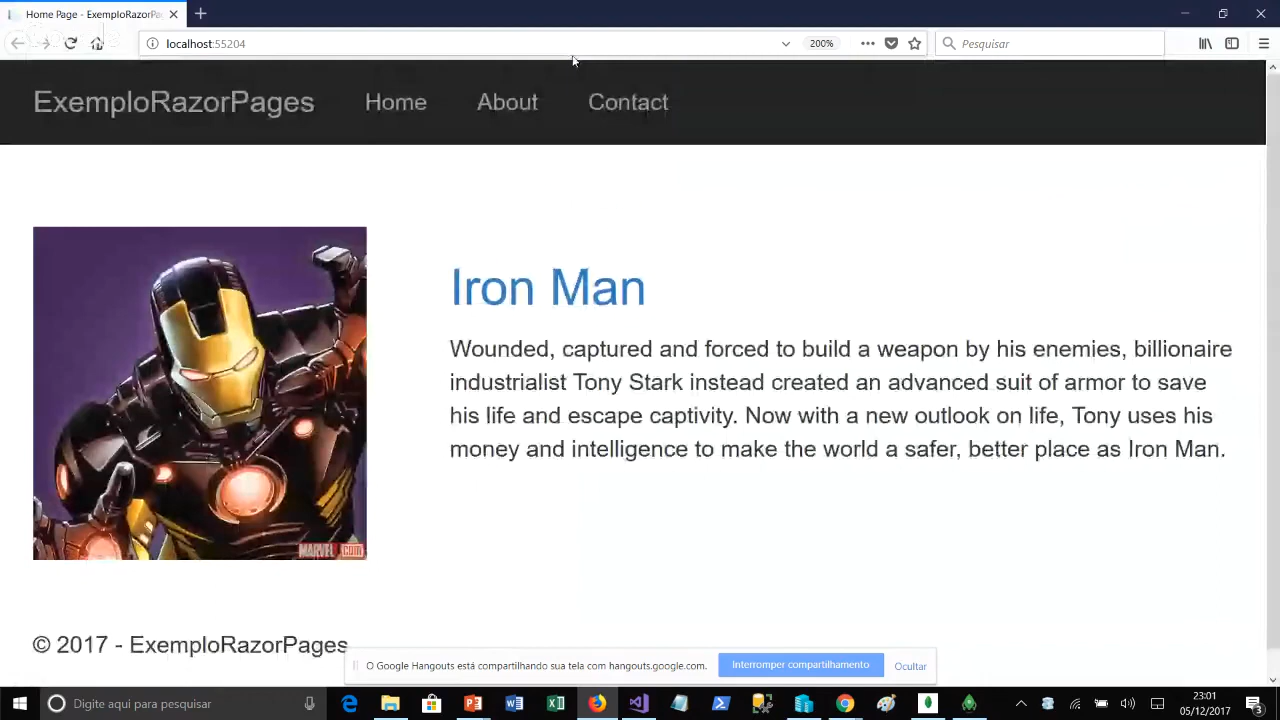 Home Page - ExemploRazorPa
localhost:55204
200%
Pesquisar
ExemploRazorPages
Home
About
Contact
Iron Man
Wounded, captured and forced to build a weapon by his enemies, billionaire
industrialist Tony Stark instead created an advanced suit of armor to save
his life and escape captivity. Now with a new outlook on life, Tony uses his
money and intelligence to make the world a safer, better place as Iron Man.
MARVEL.COM
© 2017 - ExemploRazorPages
O Google Hangouts está compartilhando sua tela com hangouts.google.com.
Interromper compartilhamento
Ocultar
Digite aqui para pesquisar
23:01
05/12/2017
3